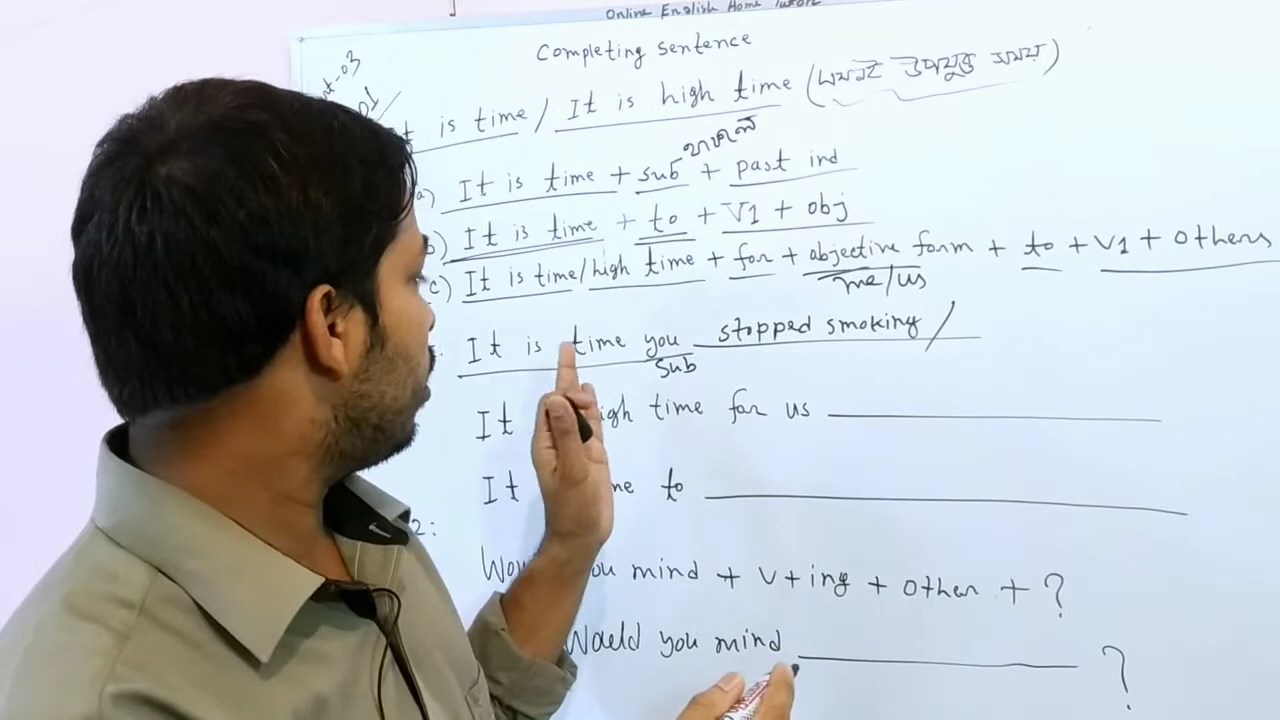 Online English Home Tutors
Completing sentence
is time / It is high time (এখনই উপযুক্ত সময়)
a) It is time + sub + past ind
b) It is time + to + V1 + obj
c) It is time/high time + for + objective form + to + V1 + others
me/us
It is time you stopped smoking /
sub
It high time for us
It to
2:
you mind + v+ing + other + ?
Would you mind ?